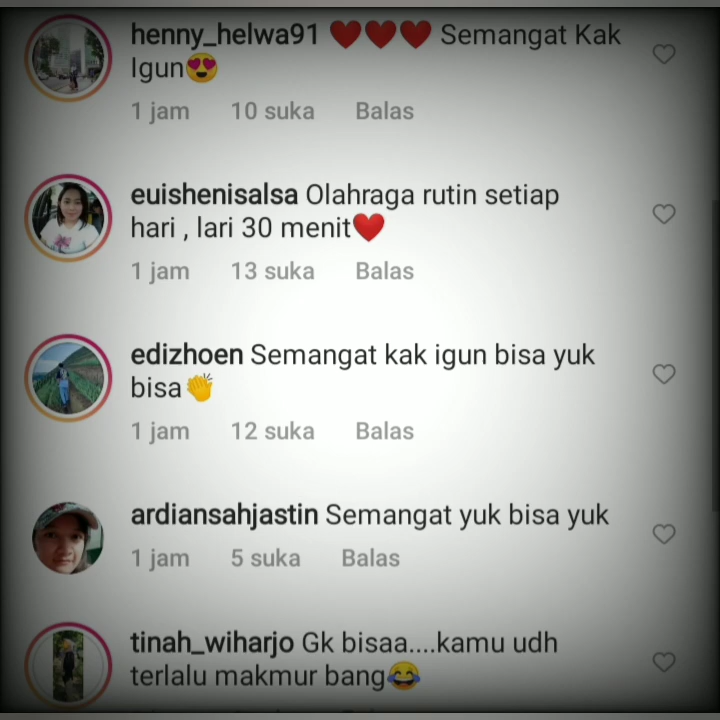 henny_helwa91 ❤️❤️❤️ Semangat Kak
Igun😍
1 jam 10 suka Balas
euishenisalsa Olahraga rutin setiap
hari , lari 30 menit❤️
1 jam 13 suka Balas
edizhoen Semangat kak igun bisa yuk
bisa👏
1 jam 12 suka Balas
ardiansahjastin Semangat yuk bisa yuk
1 jam 5 suka Balas
tinah_wiharjo Gk bisaa....kamu udh
terlalu makmur bang😂